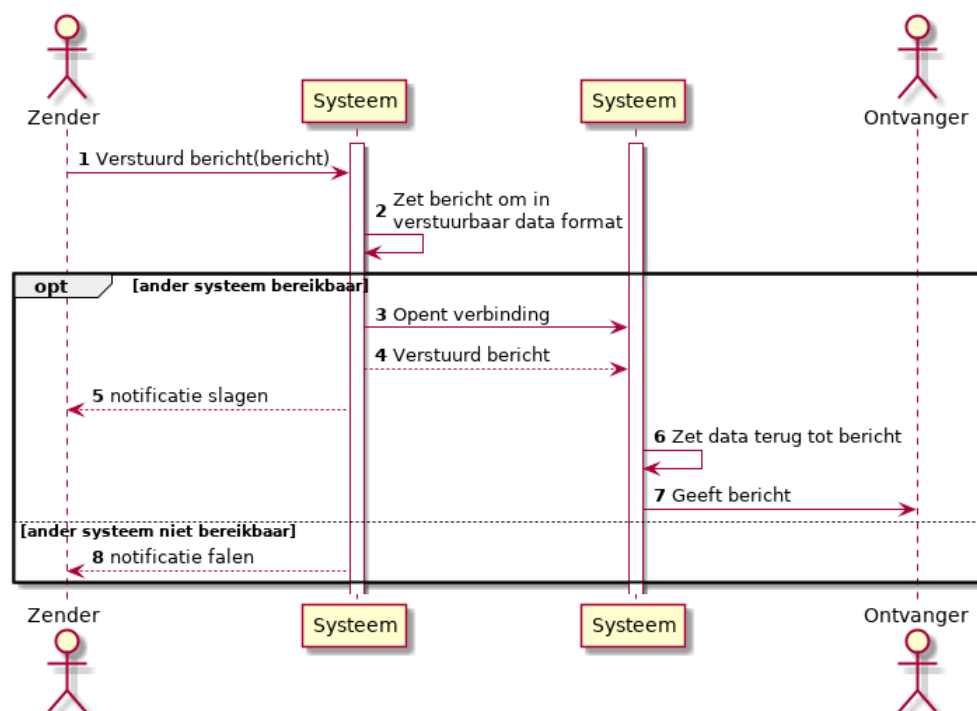 Zender
Systeem
Systeem
Ontvanger
1 Verstuurd bericht(bericht)
2 Zet bericht om in
verstuurbaar data format
opt [ander systeem bereikbaar]
3 Opent verbinding
4 Verstuurd bericht
5 notificatie slagen
6 Zet data terug tot bericht
7 Geeft bericht
[ander systeem niet bereikbaar]
8 notificatie falen
Zender
Systeem
Systeem
Ontvanger